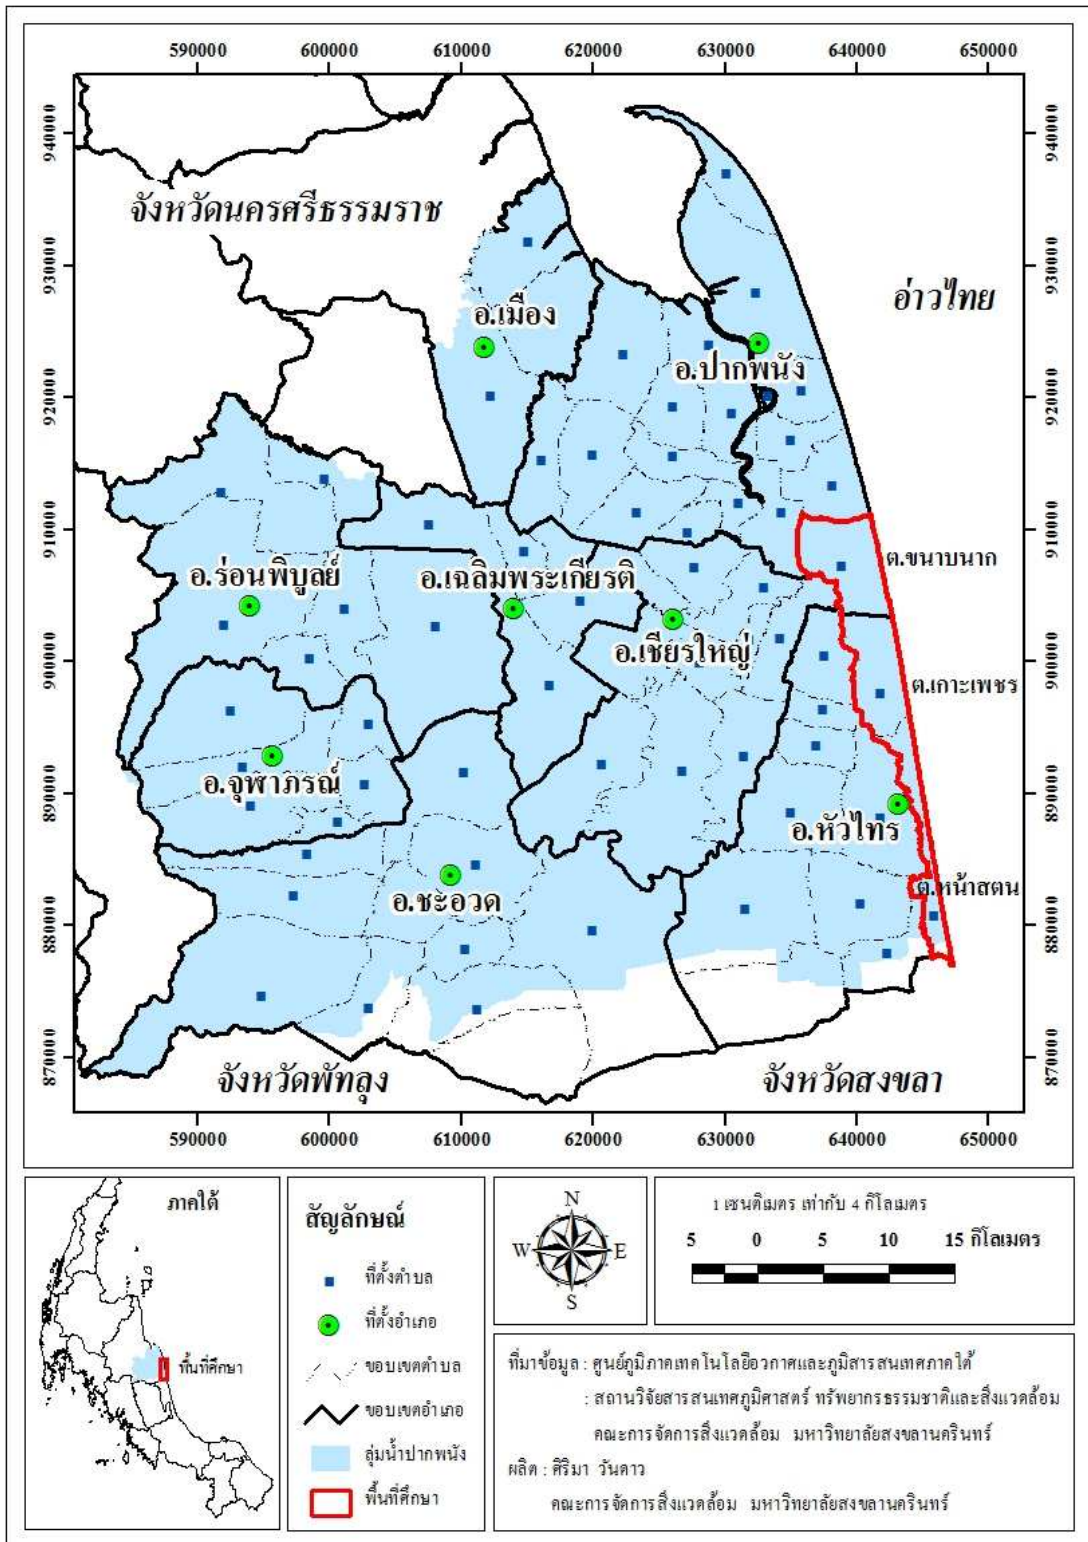 590000 600000 610000 620000 630000 640000 650000
940000 940000
จังหวัดนครศรีธรรมราช
930000 930000
อ่าวไทย
อ.เมือง
อ.ปากพนัง
920000 920000
910000 910000
ต.ขนาบนาก
อ.ร่อนพิบูลย์ อ.เฉลิมพระเกียรติ
อ.เชียรใหญ่
900000 900000
ต.เกาะเพชร
อ.จุฬาภรณ์
890000 890000
อ.หัวไทร
ต.หน้าสตน
อ.ชะอวด
880000 880000
870000 870000
จังหวัดพัทลุง จังหวัดสงขลา
590000 600000 610000 620000 630000 640000 650000
ภาคใต้
พื้นที่ศึกษา
สัญลักษณ์
ที่ตั้งตำบล
ที่ตั้งอำเภอ
ขอบเขตตำบล
ขอบเขตอำเภอ
ลุ่มน้ำปากพนัง
พื้นที่ศึกษา
N
W E
S
1 เซนติเมตร เท่ากับ 4 กิโลเมตร
5 0 5 10 15 กิโลเมตร
ที่มาข้อมูล : ศูนย์ภูมิภาคเทคโนโลยีอวกาศและภูมิสารสนเทศภาคใต้
: สถานวิจัยสารสนเทศภูมิศาสตร์ ทรัพยากรธรรมชาติและสิ่งแวดล้อม
คณะการจัดการสิ่งแวดล้อม มหาวิทยาลัยสงขลานครินทร์
ผลิต : ศิริมา วันดาว
คณะการจัดการสิ่งแวดล้อม มหาวิทยาลัยสงขลานครินทร์